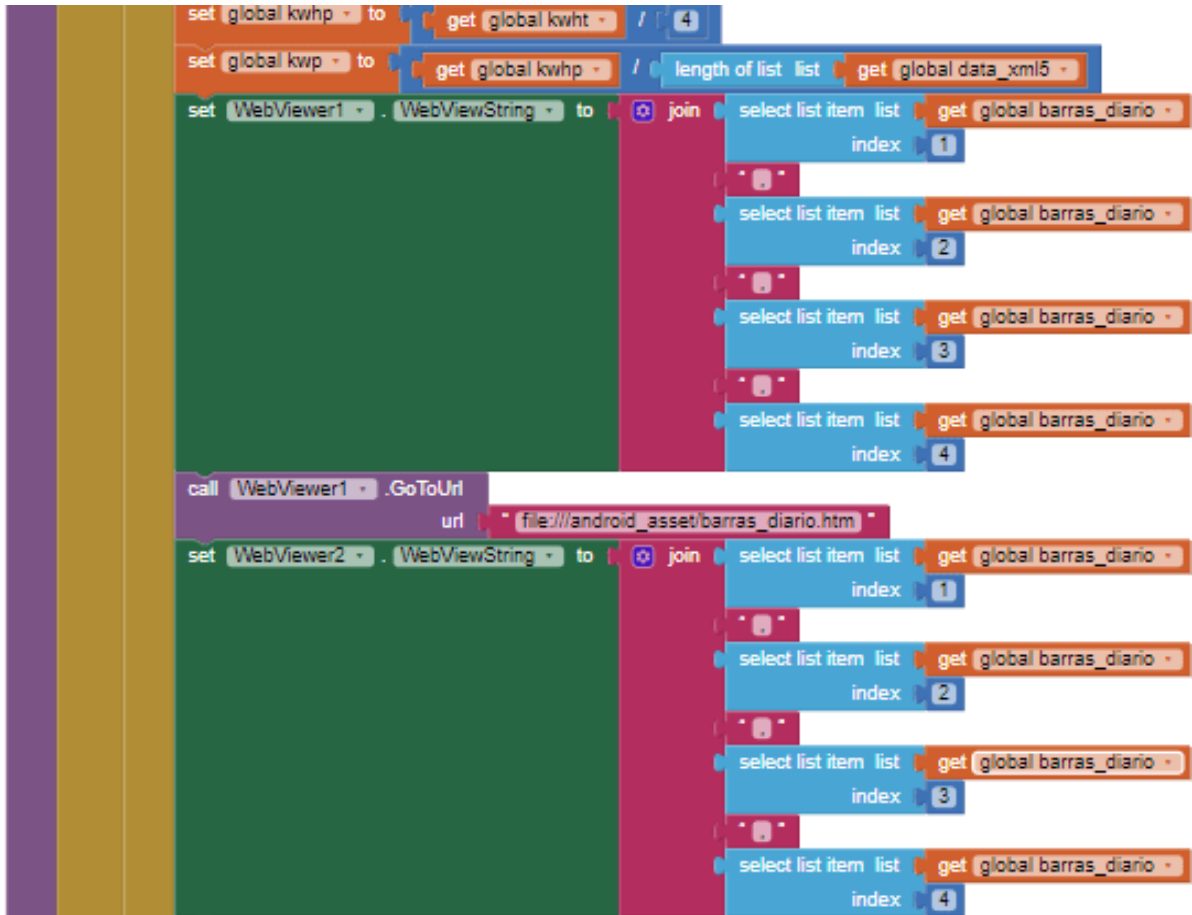 set global kwhp to get global kwht / 4
set global kwp to get global kwhp / length of list list get global data_xml5
set WebViewer1 . WebViewString to join select list item list get global barras_diario
index 1
" , "
select list item list get global barras_diario
index 2
" , "
select list item list get global barras_diario
index 3
" , "
select list item list get global barras_diario
index 4
call WebViewer1 .GoToUrl
url " file:///android_asset/barras_diario.htm "
set WebViewer2 . WebViewString to join select list item list get global barras_diario
index 1
" , "
select list item list get global barras_diario
index 2
" , "
select list item list get global barras_diario
index 3
" , "
select list item list get global barras_diario
index 4